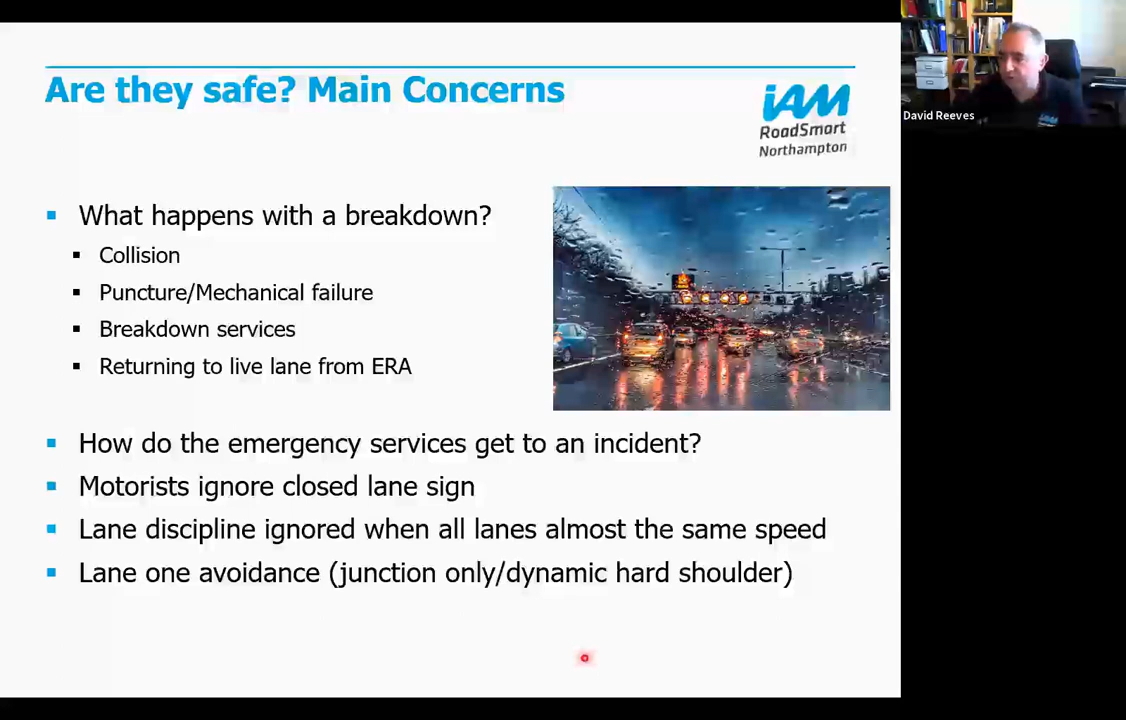 Are they safe? Main Concerns
iAM
RoadSmart
Northampton
David Reeves
What happens with a breakdown?
Collision
Puncture/Mechanical failure
Breakdown services
Returning to live lane from ERA
How do the emergency services get to an incident?
Motorists ignore closed lane sign
Lane discipline ignored when all lanes almost the same speed
Lane one avoidance (junction only/dynamic hard shoulder)